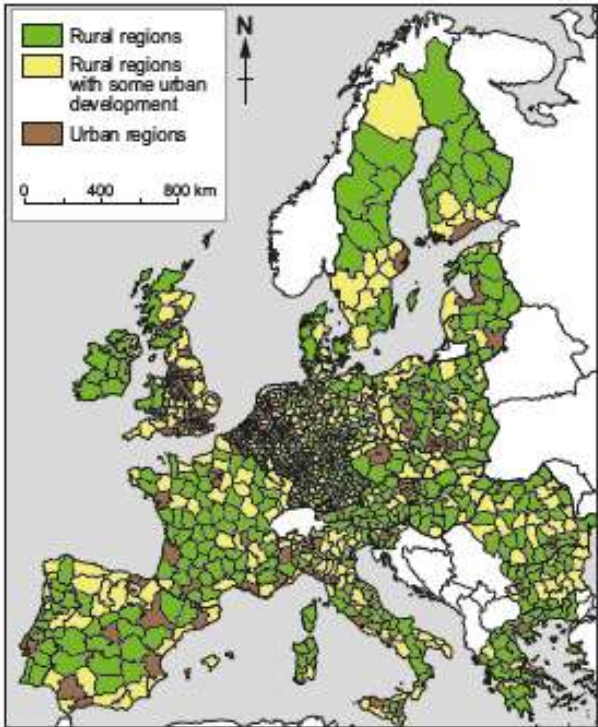 Rural regions
Rural regions
with some urban
development
Urban regions
0 400 800 km
N